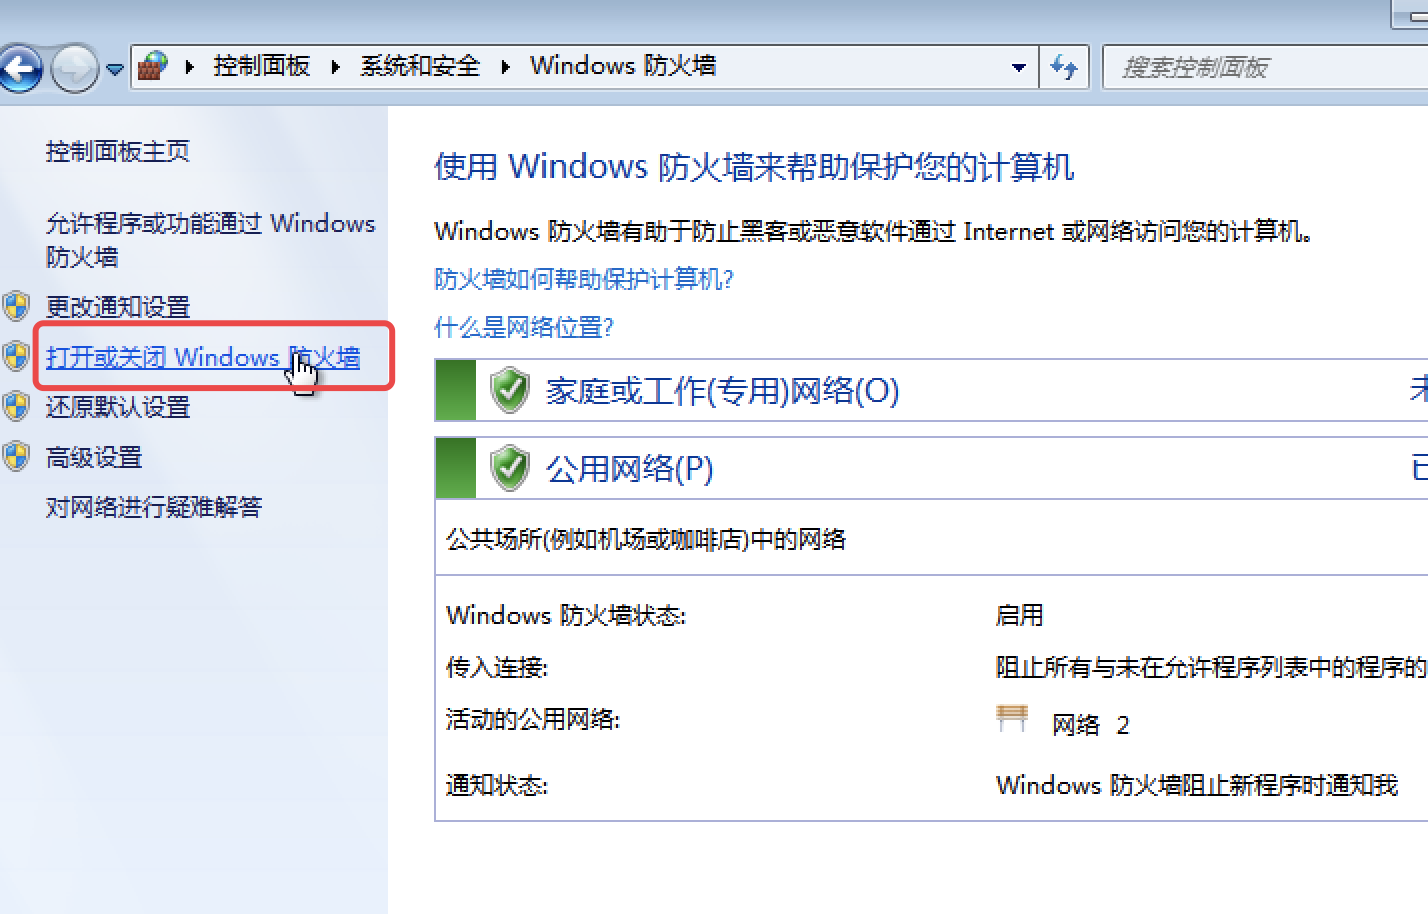 控制面板 系统和安全 Windows 防火墙 搜索控制面板
控制面板主页
允许程序或功能通过 Windows
防火墙
更改通知设置
打开或关闭 Windows 防火墙
还原默认设置
高级设置
对网络进行疑难解答
使用 Windows 防火墙来帮助保护您的计算机
Windows 防火墙有助于防止黑客或恶意软件通过 Internet 或网络访问您的计算机。
防火墙如何帮助保护计算机?
什么是网络位置?
家庭或工作(专用)网络(O)
公用网络(P)
公共场所(例如机场或咖啡店)中的网络
Windows 防火墙状态: 启用
传入连接: 阻止所有与未在允许程序列表中的程序的
活动的公用网络: 网络 2
通知状态: Windows 防火墙阻止新程序时通知我